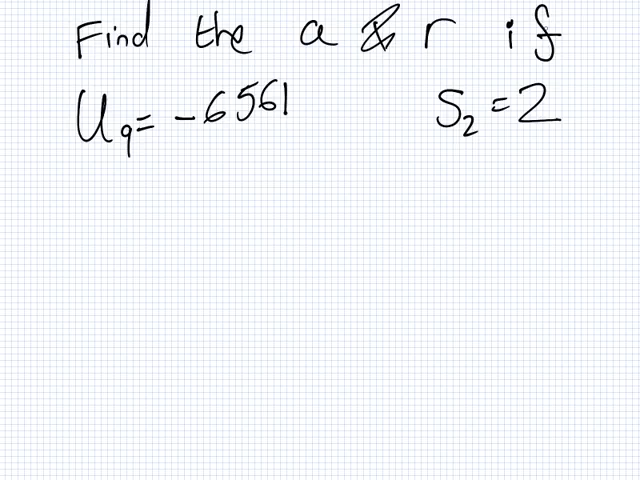 Find the a & r if
U₉= -6561 S₂=2